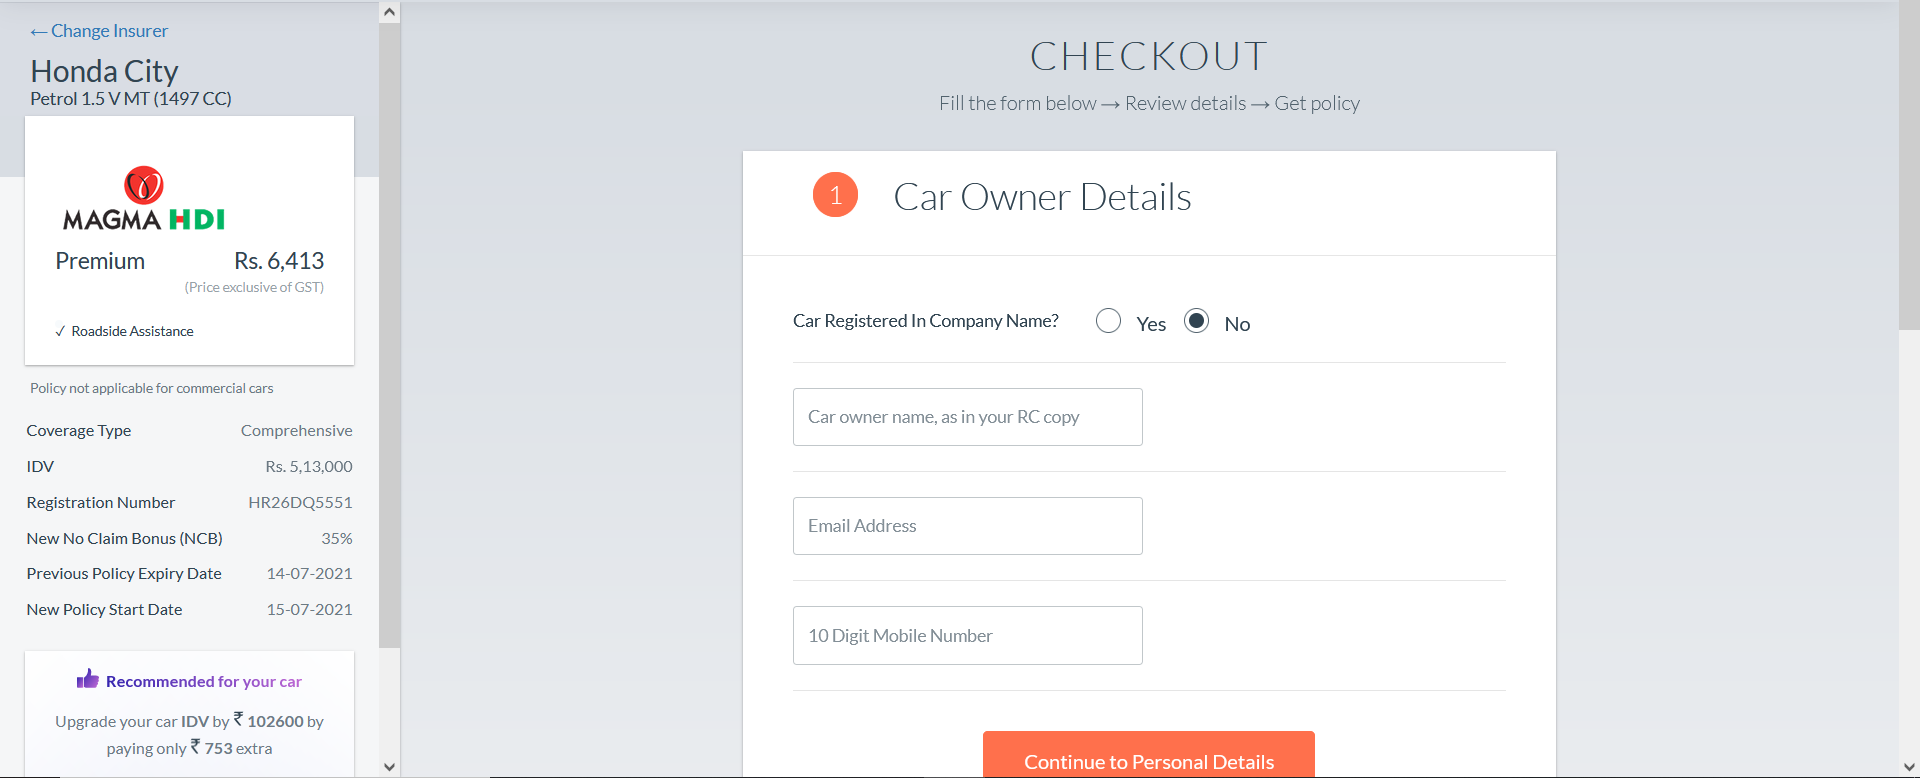 ← Change Insurer
Honda City
Petrol 1.5 V MT (1497 CC)
MAGMA HDI
Premium Rs. 6,413
(Price exclusive of GST)
✓ Roadside Assistance
Policy not applicable for commercial cars
Coverage Type Comprehensive
IDV Rs. 5,13,000
Registration Number HR26DQ5551
New No Claim Bonus (NCB) 35%
Previous Policy Expiry Date 14-07-2021
New Policy Start Date 15-07-2021
Recommended for your car
Upgrade your car IDV by ₹ 102600 by
paying only ₹ 753 extra
CHECKOUT
Fill the form below → Review details → Get policy
1 Car Owner Details
Car Registered In Company Name? Yes No
Car owner name, as in your RC copy
Email Address
10 Digit Mobile Number
Continue to Personal Details